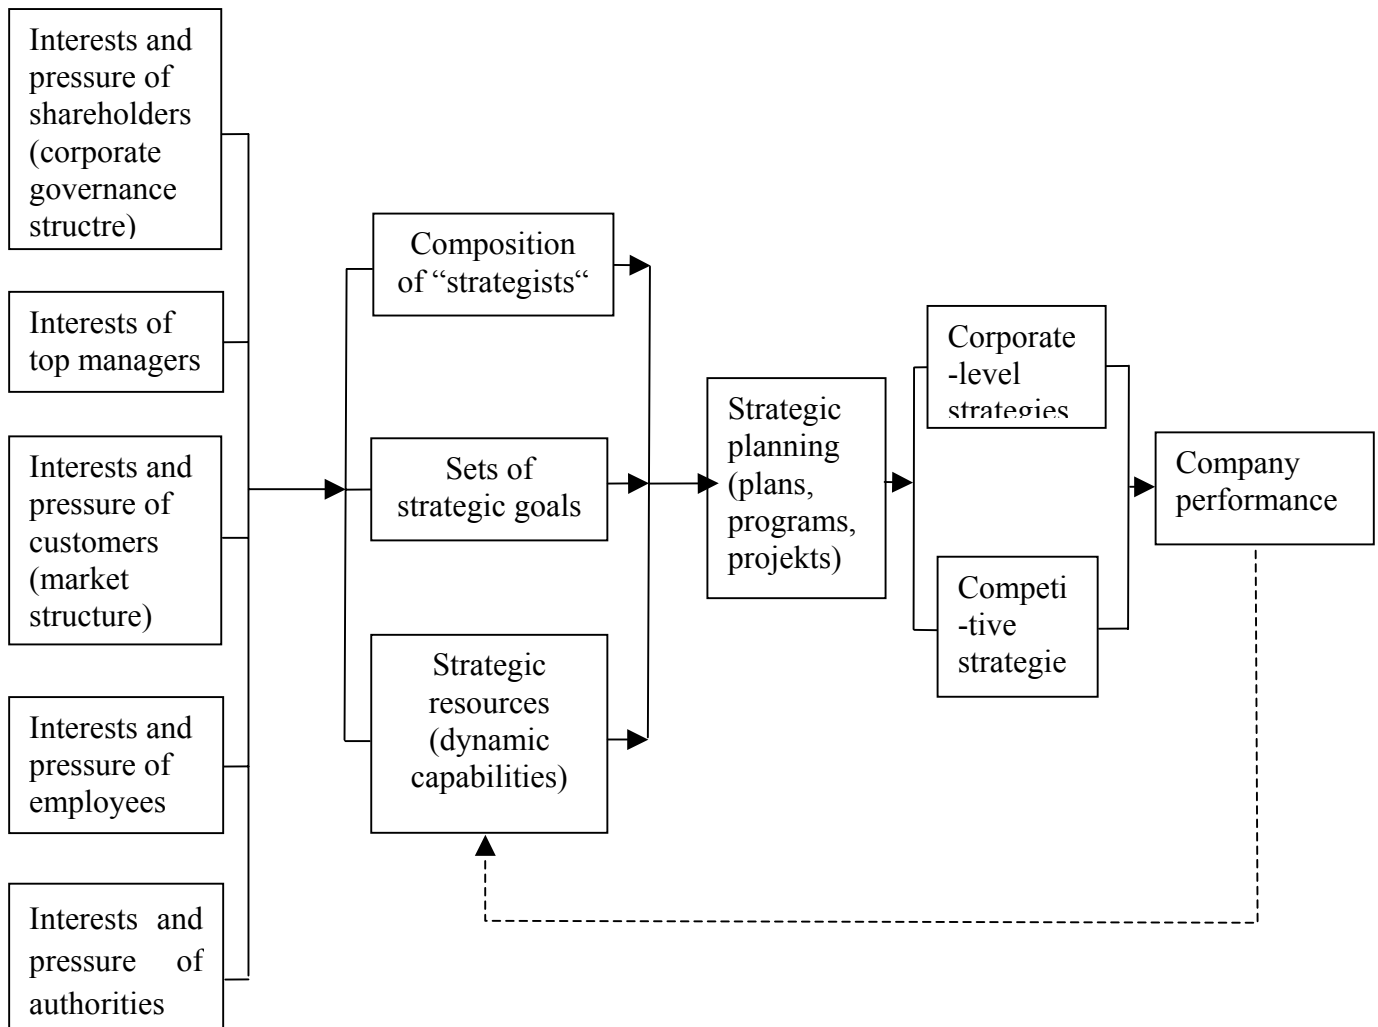 Interests and
pressure of
shareholders
(corporate
governance
structre)
Interests of
top managers
Interests and
pressure of
customers
(market
structure)
Interests and
pressure of
employees
Interests and
pressure of
authorities
Composition
of “strategists“
Sets of
strategic goals
Strategic
resources
(dynamic
capabilities)
Strategic
planning
(plans,
programs,
projekts)
Corporate
-level
strategies
Competi
-tive
strategie
Company
performance